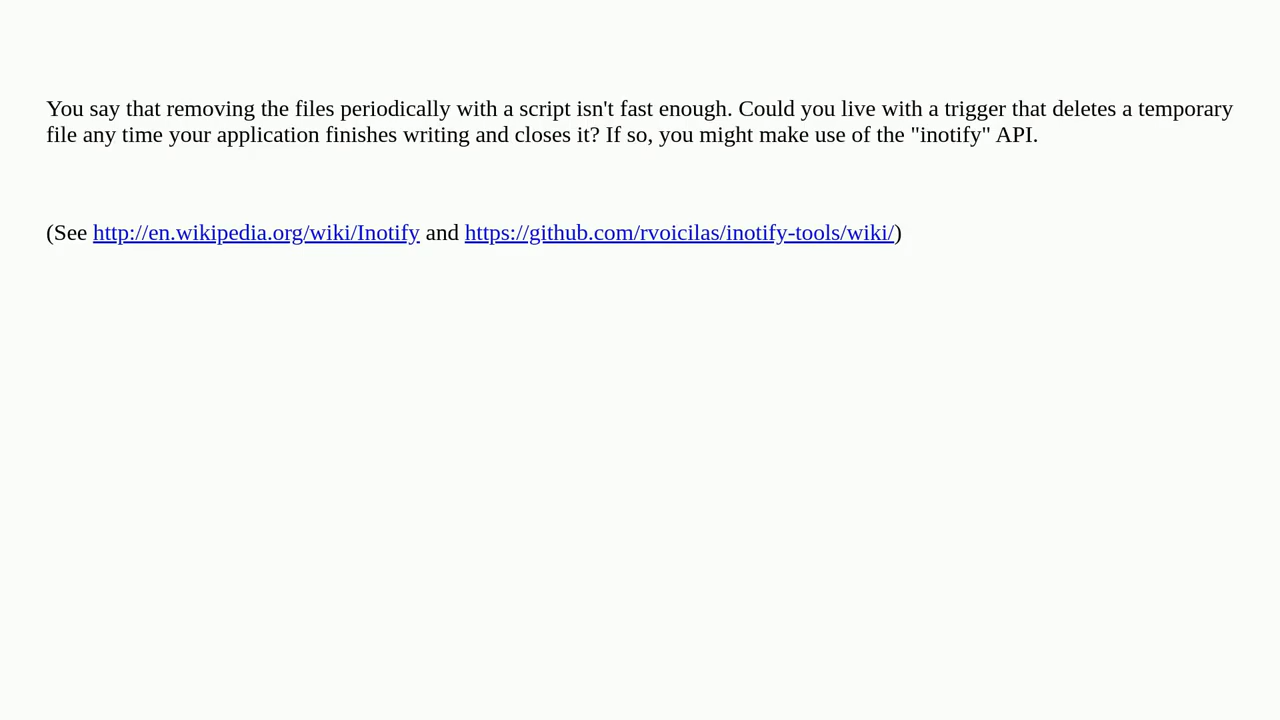 You say that removing the files periodically with a script isn't fast enough. Could you live with a trigger that deletes a temporary
file any time your application finishes writing and closes it? If so, you might make use of the "inotify" API.
(See http://en.wikipedia.org/wiki/Inotify and https://github.com/rvoicilas/inotify-tools/wiki/)